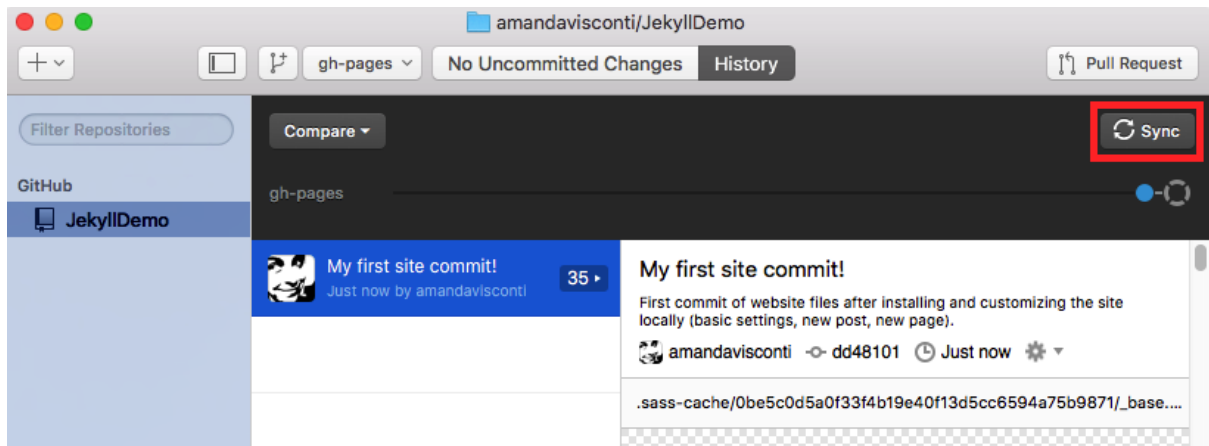 amandavisconti/JekyllDemo
gh-pages
No Uncommitted Changes
History
Pull Request
Filter Repositories
Compare
Sync
GitHub
gh-pages
JekyllDemo
My first site commit!
Just now by amandavisconti
35
My first site commit!
First commit of website files after installing and customizing the site
locally (basic settings, new post, new page).
amandavisconti dd48101 Just now
.sass-cache/0be5c0d5a0f33f4b19e40f13d5cc6594a75b9871/_base....